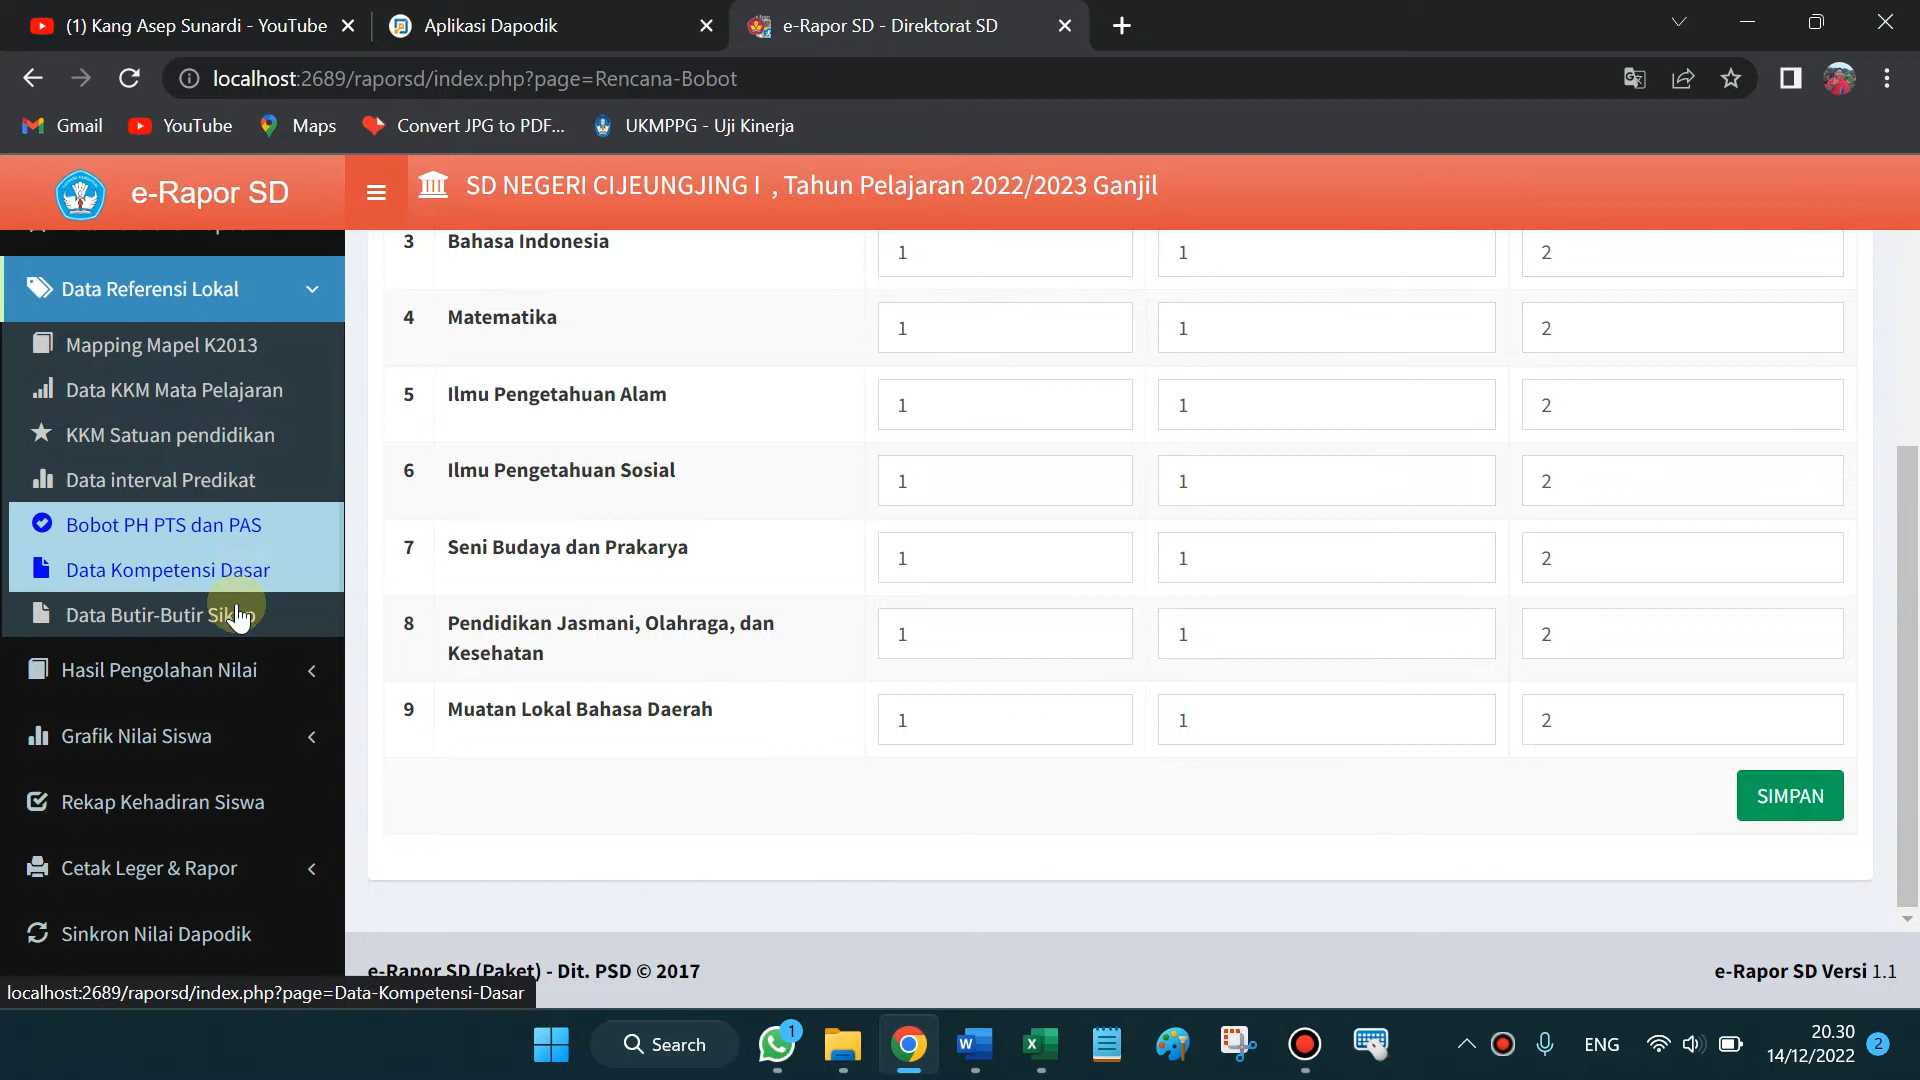 (1) Kang Asep Sunardi - YouTube
Aplikasi Dapodik
e-Rapor SD - Direktorat SD
localhost:2689/raporsd/index.php?page=Rencana-Bobot
Gmail
YouTube
Maps
Convert JPG to PDF...
UKMPPG - Uji Kinerja
e-Rapor SD
SD NEGERI CIJEUNGJING I , Tahun Pelajaran 2022/2023 Ganjil
Data Referensi Lokal
Mapping Mapel K2013
Data KKM Mata Pelajaran
KKM Satuan pendidikan
Data interval Predikat
Bobot PH PTS dan PAS
Data Kompetensi Dasar
Data Butir-Butir
Hasil Pengolahan Nilai
Grafik Nilai Siswa
Rekap Kehadiran Siswa
Cetak Leger & Rapor
Sinkron Nilai Dapodik
3 Bahasa Indonesia 1 1 2
4 Matematika 1 1 2
5 Ilmu Pengetahuan Alam 1 1 2
6 Ilmu Pengetahuan Sosial 1 1 2
7 Seni Budaya dan Prakarya 1 1 2
8 Pendidikan Jasmani, Olahraga, dan 1 1 2
Kesehatan
9 Muatan Lokal Bahasa Daerah 1 1 2
SIMPAN
e-Rapor SD (Paket) - Dit. PSD © 2017
e-Rapor SD Versi 1.1
localhost:2689/raporsd/index.php?page=Data-Kompetensi-Dasar
Search
1
ENG
20.30
14/12/2022
2